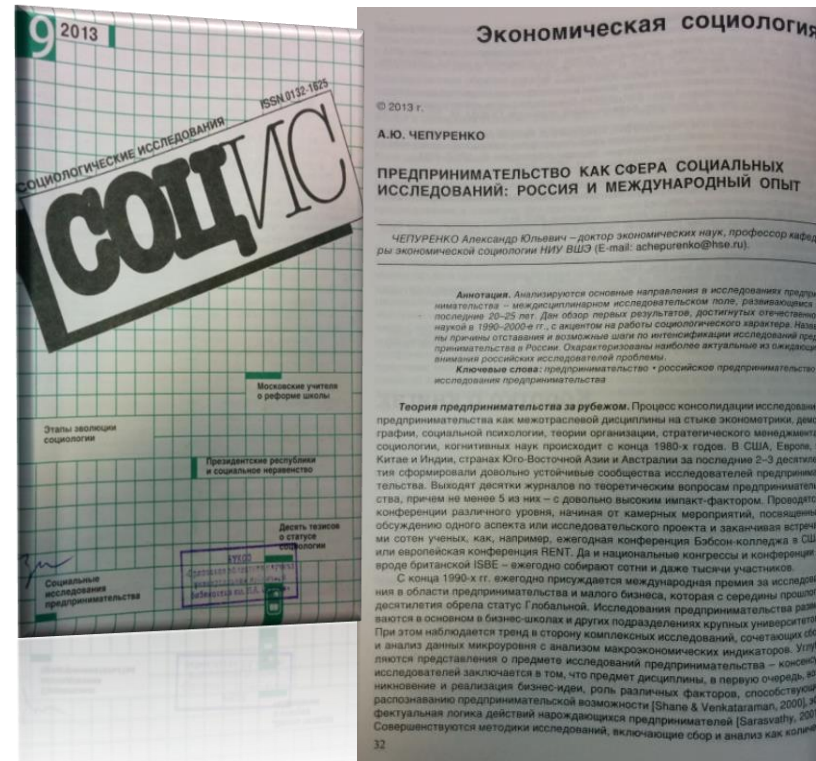 9 2013
ISSN 0132-1625
СОЦИОЛОГИЧЕСКИЕ ИССЛЕДОВАНИЯ
СОЦИС
Московские учителя
о реформе школы
Этапы эволюции
социологии
Президентские республики
и социальное неравенство
Десять тезисов
о статусе
социологии
Социальные
исследования
предпринимательства
Экономическая социология
© 2013 г.
А.Ю. ЧЕПУРЕНКО
ПРЕДПРИНИМАТЕЛЬСТВО КАК СФЕРА СОЦИАЛЬНЫХ
ИССЛЕДОВАНИЙ: РОССИЯ И МЕЖДУНАРОДНЫЙ ОПЫТ
ЧЕПУРЕНКО Александр Юльевич – доктор экономических наук, профессор кафед-
ры экономической социологии НИУ ВШЭ (E-mail: achepurenko@hse.ru).
Аннотация. Анализируются основные направления в исследованиях предпри-
нимательства – междисциплинарном исследовательском поле, развивающемся
последние 20–25 лет. Дан обзор первых результатов, достигнутых отечественно
наукой в 1990–2000-е гг., с акцентом на работы социологического характера. Назва
ны причины отставания и возможные шаги по интенсификации исследований пред
принимательства в России. Охарактеризованы наиболее актуальные из ожидающи
внимания российских исследователей проблемы.
Ключевые слова: предпринимательство • российское предпринимательство
исследования предпринимательства
Теория предпринимательства за рубежом. Процесс консолидации исследовани
предпринимательства как межотраслевой дисциплины на стыке эконометрики, демо
графии, социальной психологии, теории организации, стратегического менеджмента
социологии, когнитивных наук происходит с конца 1980-х годов. В США, Европе,
Китае и Индии, странах Юго-Восточной Азии и Австралии за последние 2–3 десятиле
тия сформировали довольно устойчивые сообщества исследователей предпринима
тельства. Выходят десятки журналов по теоретическим вопросам предприниматель
ства, причем не менее 5 из них – с довольно высоким импакт-фактором. Проводятс
конференции различного уровня, начиная от камерных мероприятий, посвященны
обсуждению одного аспекта или исследовательского проекта и заканчивая встреча
ми сотен ученых, как, например, ежегодная конференция Бэбсон-колледжа в США
или европейская конференция RENT. Да и национальные конгрессы и конференции
вроде британской ISBE – ежегодно собирают сотни и даже тысячи участников.
С конца 1990-х гг. ежегодно присуждается международная премия за исследова
ния в области предпринимательства и малого бизнеса, которая с середины прошлог
десятилетия обрела статус Глобальной. Исследования предпринимательства разви
ваются в основном в бизнес-школах и других подразделениях крупных университето
При этом наблюдается тренд в сторону комплексных исследований, сочетающих сбо
и анализ данных микроуровня с анализом макроэкономических индикаторов. Углуб
ляются представления о предмете исследований предпринимательства – консенсу
исследователей заключается в том, что предмет дисциплины, в первую очередь, воз
никновение и реализация бизнес-идеи, роль различных факторов, способствующи
распознаванию предпринимательской возможности [Shane & Venkataraman, 2000], эф
фектуальная логика действий нарождающихся предпринимателей [Sarasvathy, 2001
Совершенствуются методики исследований, включающие сбор и анализ как количе
32